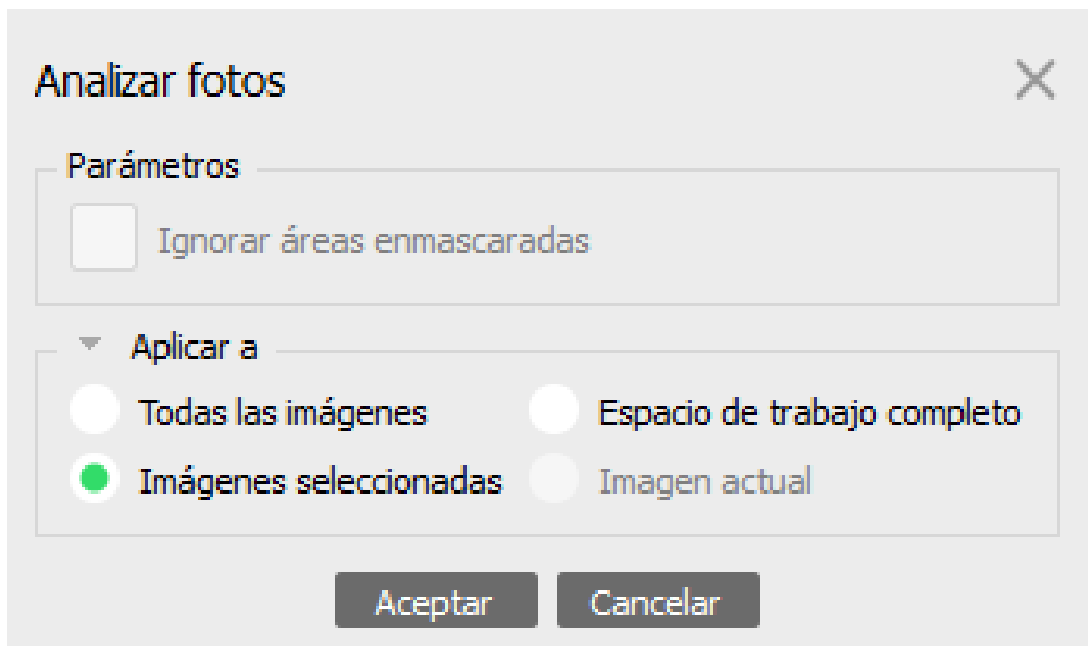 Analizar fotos
Parámetros
Ignorar áreas enmascaradas
Aplicar a
Todas las imágenes
Espacio de trabajo completo
Imágenes seleccionadas
Imagen actual
Aceptar
Cancelar